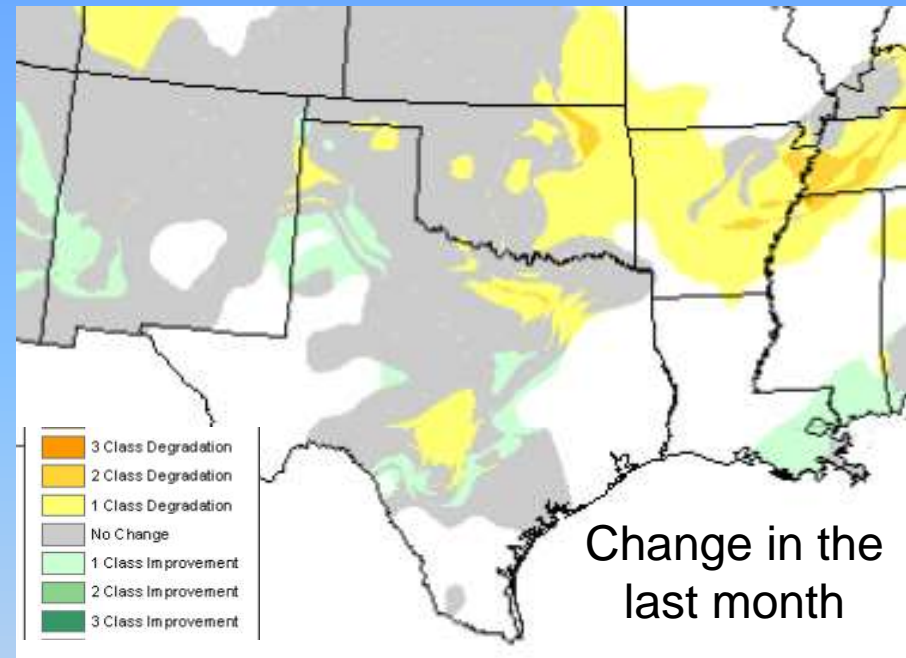 3 Class Degradation
2 Class Degradation
1 Class Degradation
No Change
1 Class Improvement
2 Class Improvement
3 Class Improvement
Change in the
last month